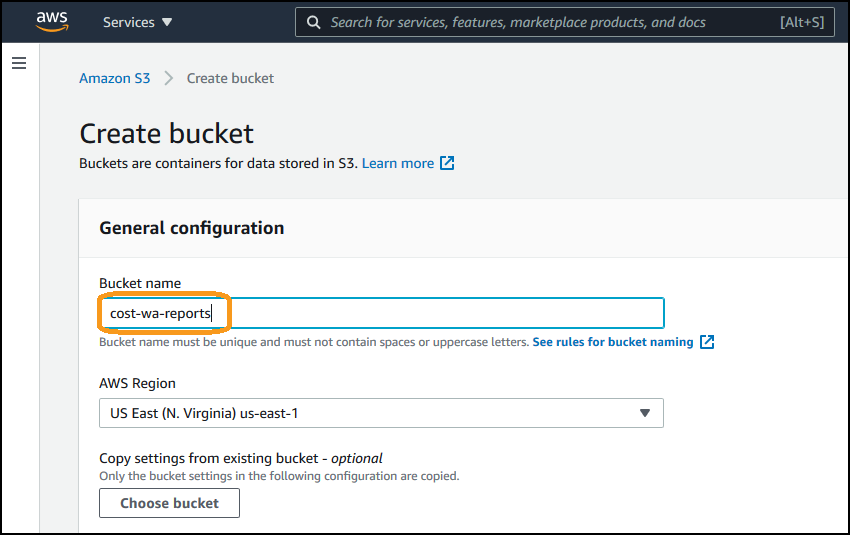 aws Services Search for services, features, marketplace products, and docs [Alt+S]
Amazon S3 Create bucket
Create bucket
Buckets are containers for data stored in S3. Learn more
General configuration
Bucket name
cost-wa-reports
Bucket name must be unique and must not contain spaces or uppercase letters. See rules for bucket naming
AWS Region
US East (N. Virginia) us-east-1
Copy settings from existing bucket - optional
Only the bucket settings in the following configuration are copied.
Choose bucket